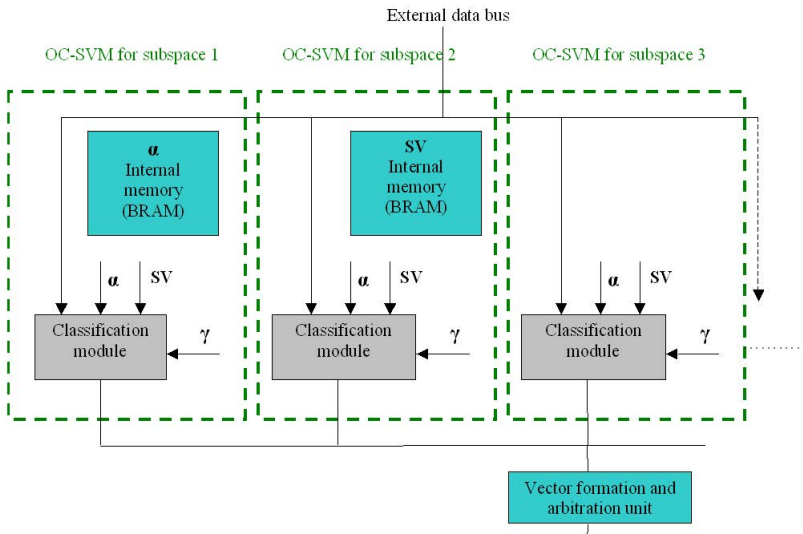 External data bus
OC-SVM for subspace 1
OC-SVM for subspace 2
OC-SVM for subspace 3
α
Internal
memory
(BRAM)
SV
Internal
memory
(BRAM)
α
SV
α
SV
α
SV
Classification
module
γ
Classification
module
γ
Classification
module
γ
Vector formation and
arbitration unit